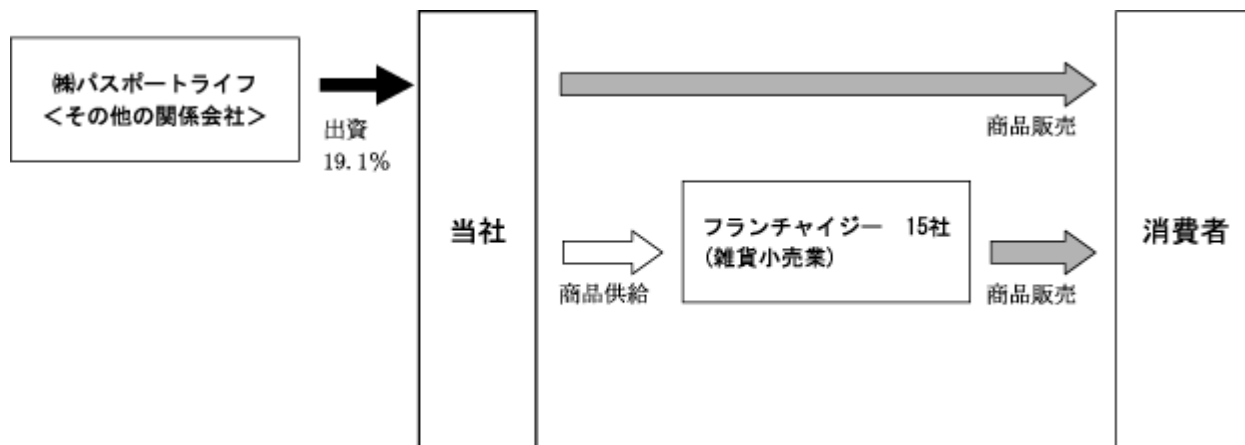 ㈱パスポートライフ
<その他の関係会社>
出資
19.1%
当社
商品販売
フランチャイジー 15社
(雑貨小売業)
商品供給
商品販売
消費者